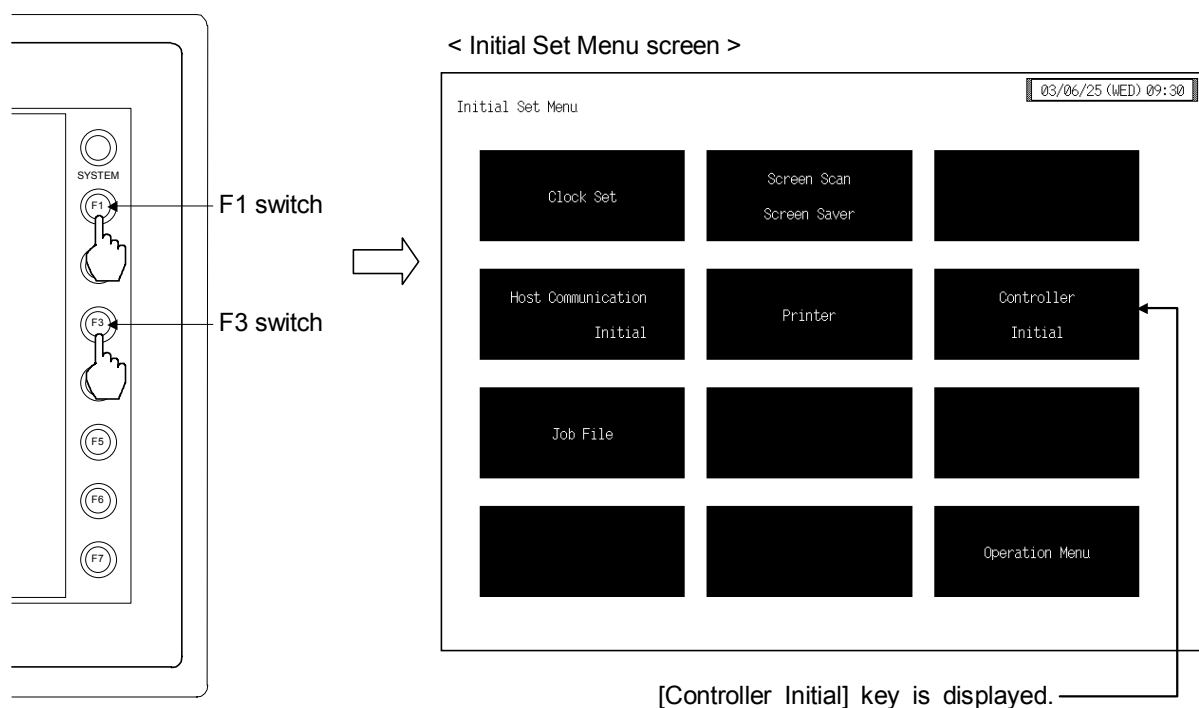 SYSTEM
F1
F1 switch
F3
F3 switch
F5
F6
F7
< Initial Set Menu screen >
03/06/25 (WED) 09:30
Initial Set Menu
Clock Set
Screen Scan
Screen Saver
Host Communication
Initial
Printer
Controller
Initial
Job File
Operation Menu
[Controller Initial] key is displayed.